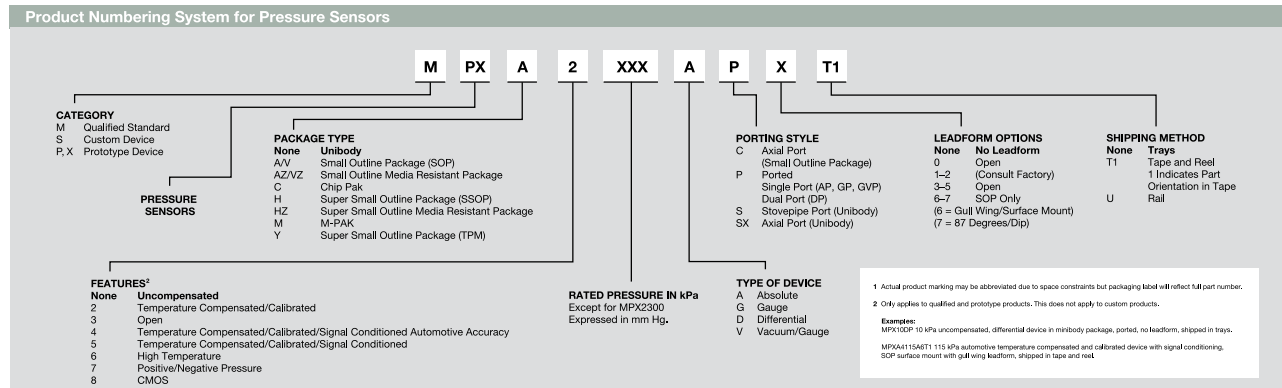 Product Numbering System for Pressure Sensors
M PX A 2 XXX A P X T1
CATEGORY
M Qualified Standard
S Custom Device
P, X Prototype Device
PRESSURE
SENSORS
PACKAGE TYPE
None Unibody
A/V Small Outline Package (SOP)
AZ/VZ Small Outline Media Resistant Package
C Chip Pak
H Super Small Outline Package (SSOP)
HZ Super Small Outline Media Resistant Package
M M-PAK
Y Super Small Outline Package (TPM)
PORTING STYLE
C Axial Port
(Small Outline Package)
P Ported
Single Port (AP, GP, GVP)
Dual Port (DP)
S Stovepipe Port (Unibody)
SX Axial Port (Unibody)
LEADFORM OPTIONS
None No Leadform
0 Open
1–2 (Consult Factory)
3–5 Open
6–7 SOP Only
(6 = Gull Wing/Surface Mount)
(7 = 87 Degrees/Dip)
SHIPPING METHOD
None Trays
T1 Tape and Reel
1 Indicates Part
Orientation in Tape
U Rail
FEATURES²
None Uncompensated
2 Temperature Compensated/Calibrated
3 Open
4 Temperature Compensated/Calibrated/Signal Conditioned Automotive Accuracy
5 Temperature Compensated/Calibrated/Signal Conditioned
6 High Temperature
7 Positive/Negative Pressure
8 CMOS
RATED PRESSURE IN kPa
Except for MPX2300
Expressed in mm Hg.
TYPE OF DEVICE
A Absolute
G Gauge
D Differential
V Vacuum/Gauge
1 Actual product marking may be abbreviated due to space constraints but packaging label will reflect full part number.
2 Only applies to qualified and prototype products. This does not apply to custom products.
Examples:
MPX10DP 10 kPa uncompensated, differential device in minibody package, ported, no leadform, shipped in trays.
MPXA4115A6T1 115 kPa automotive temperature compensated and calibrated device with signal conditioning,
SOP surface mount with gull wing leadform, shipped in tape and reel.